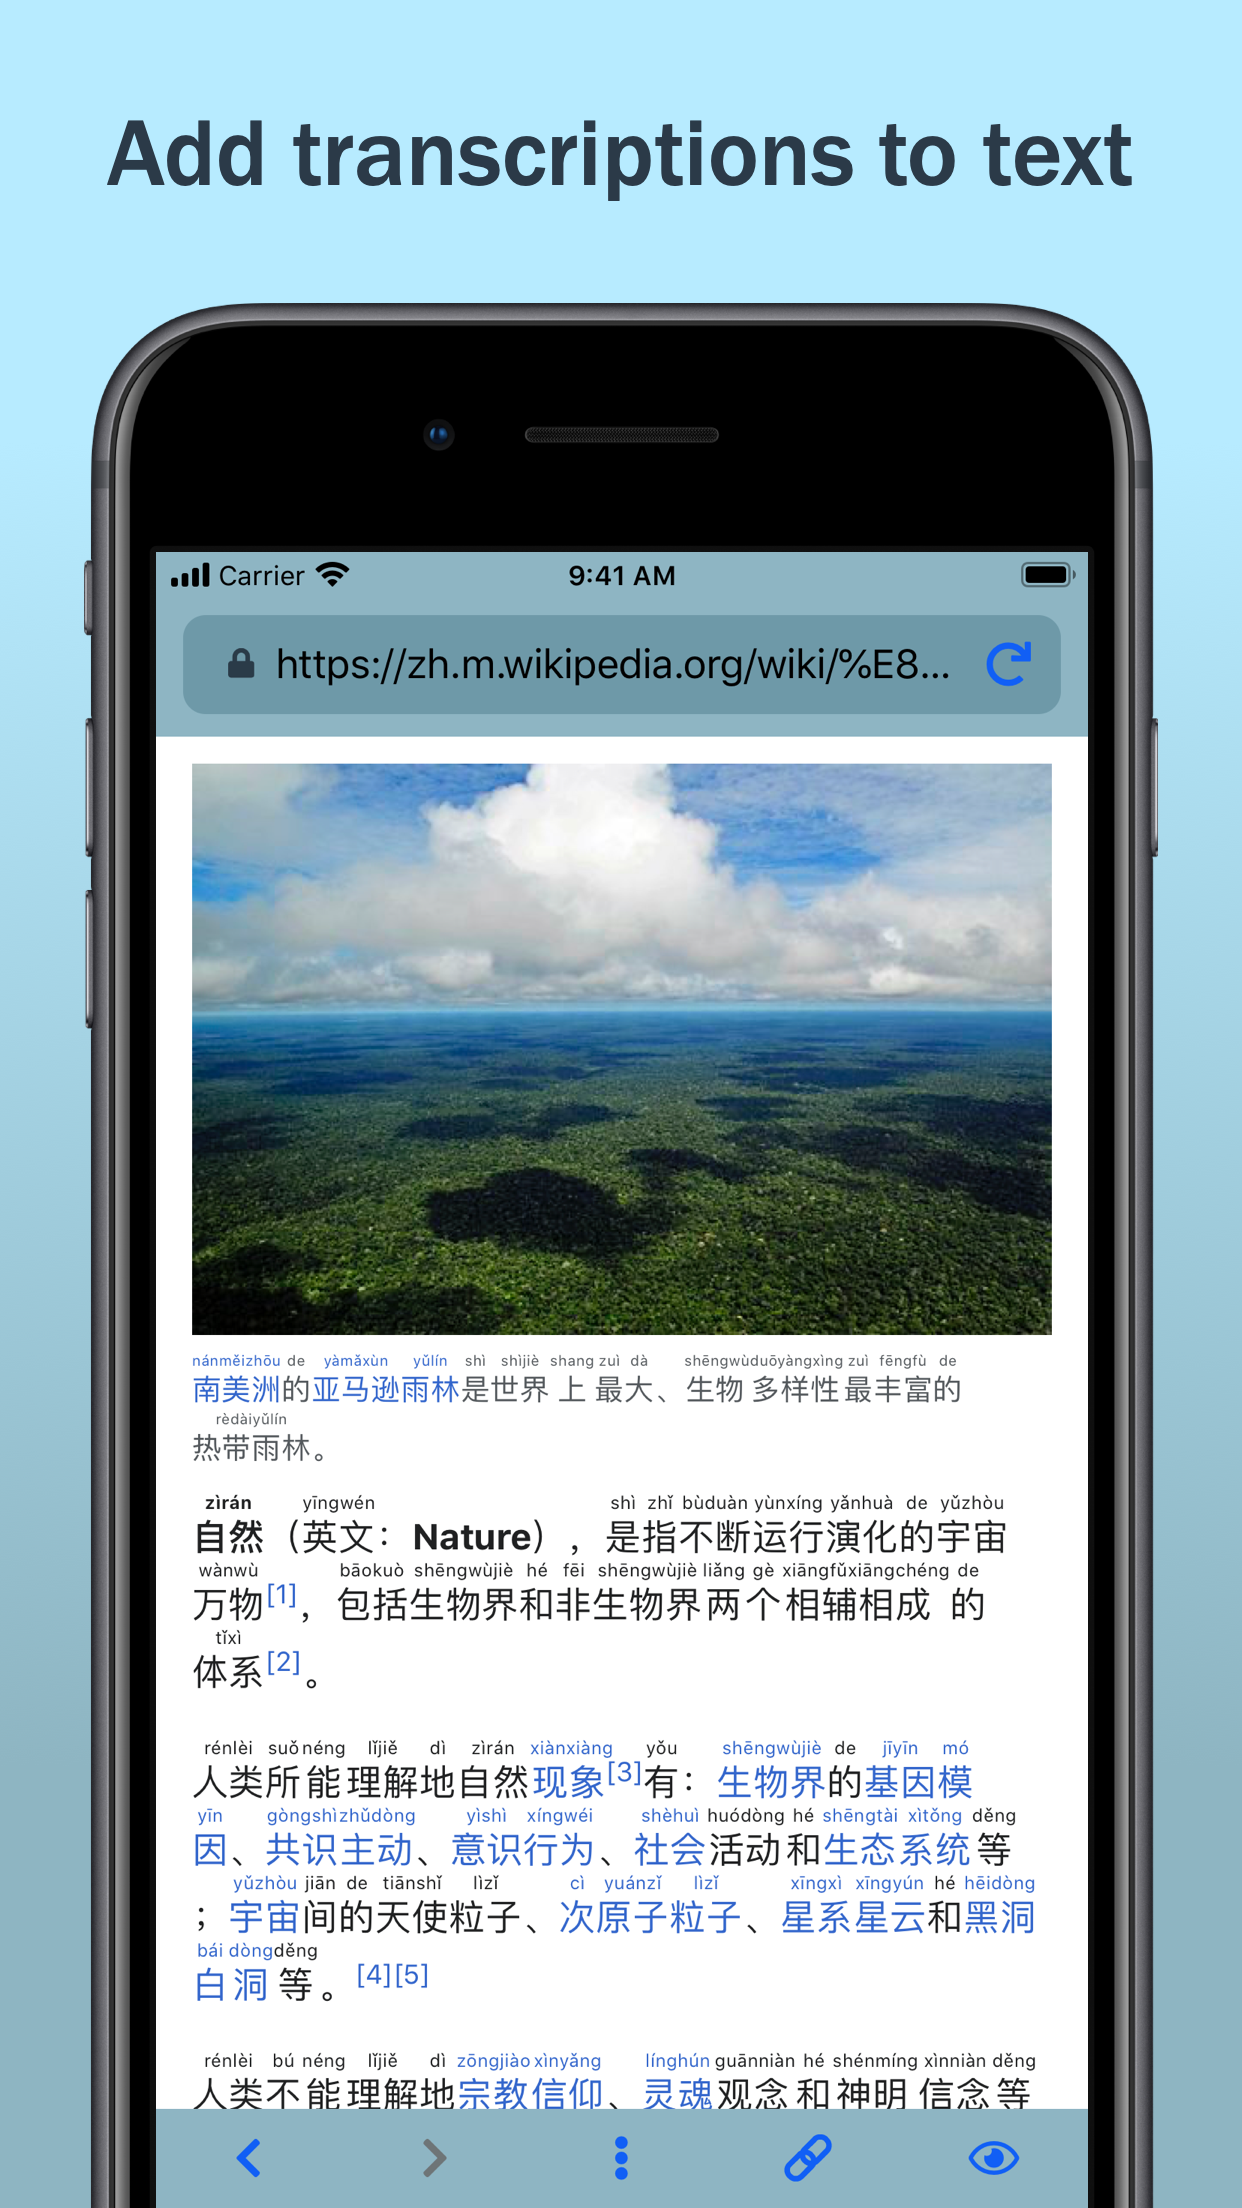 Add transcriptions to text
Carrier 9:41 AM
https://zh.m.wikipedia.org/wiki/%E8...
nánměizhōu de yàmǎxùn yǔlín shì shìjiè shang zuì dà shēngwùduōyàngxìng zuì fēngfù de
南美洲的亚马逊雨林是世界上最大、生物多样性最丰富的
rèdàiyǔlín
热带雨林。
zìrán yīngwén shì zhǐ bùduàn yùnxíng yǎnhuà de yǔzhòu
自然（英文：Nature），是指不断运行演化的宇宙
wànwù bāokuò shēngwùjiè hé fēi shēngwùjiè liǎng gè xiāngfǔxiāngchéng de
万物[1]，包括生物界和非生物界两个相辅相成 的
tǐxì
体系[2]。
rénlèi suǒ néng lǐjiě dì zìrán xiànxiàng yǒu shēngwùjiè de jīyīn mó
人类所能理解地自然现象[3]有：生物界的基因模
yīn gòngshì zhǔdòng yìshì xíngwéi shèhuì huódòng hé shēngtài xìtǒng děng
因、共识主动、意识行为、社会活动和生态系统等
yǔzhòu jiān de tiānshǐ lìzǐ cì yuánzǐ lìzǐ xīngxì xīngyún hé hēidòng
；宇宙间的天使粒子、次原子粒子、星系星云和黑洞
bái dòng děng
白洞等。[4][5]
rénlèi bú néng lǐjiě dì zōngjiào xìnyǎng línghún guānniàn hé shénmíng xìnniàn děng
人类不能理解地宗教信仰、灵魂观念和神明信念等